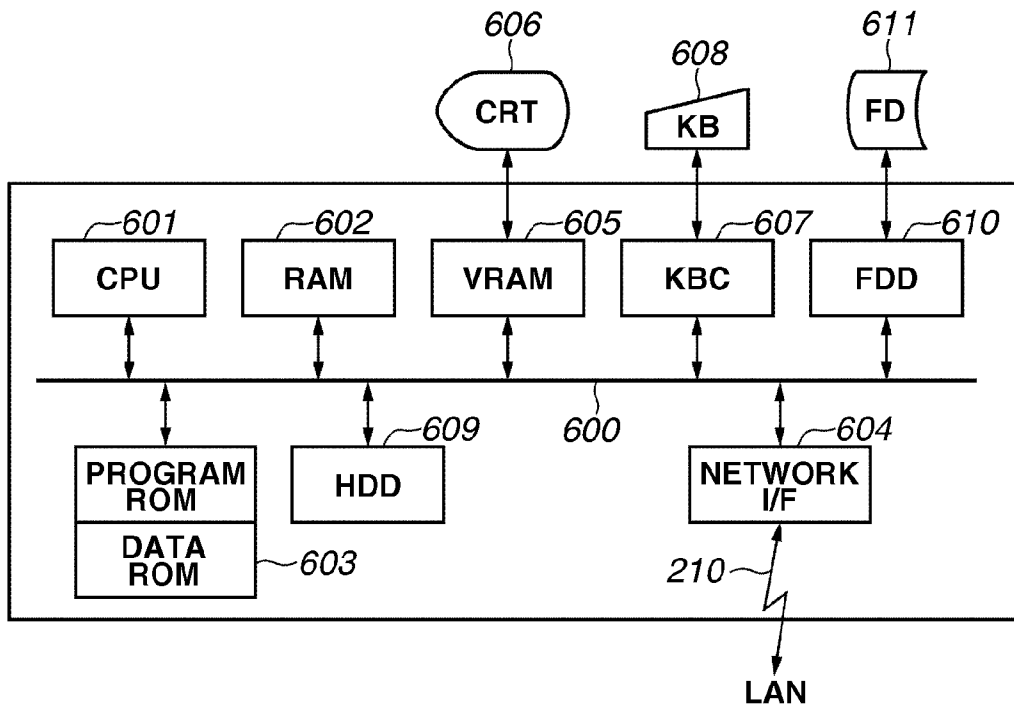 606
611
608
CRT
KB
FD
601
602
605
607
610
CPU
RAM
VRAM
KBC
FDD
600
609
604
PROGRAM
ROM
HDD
NETWORK
I/F
DATA
ROM
603
210
LAN